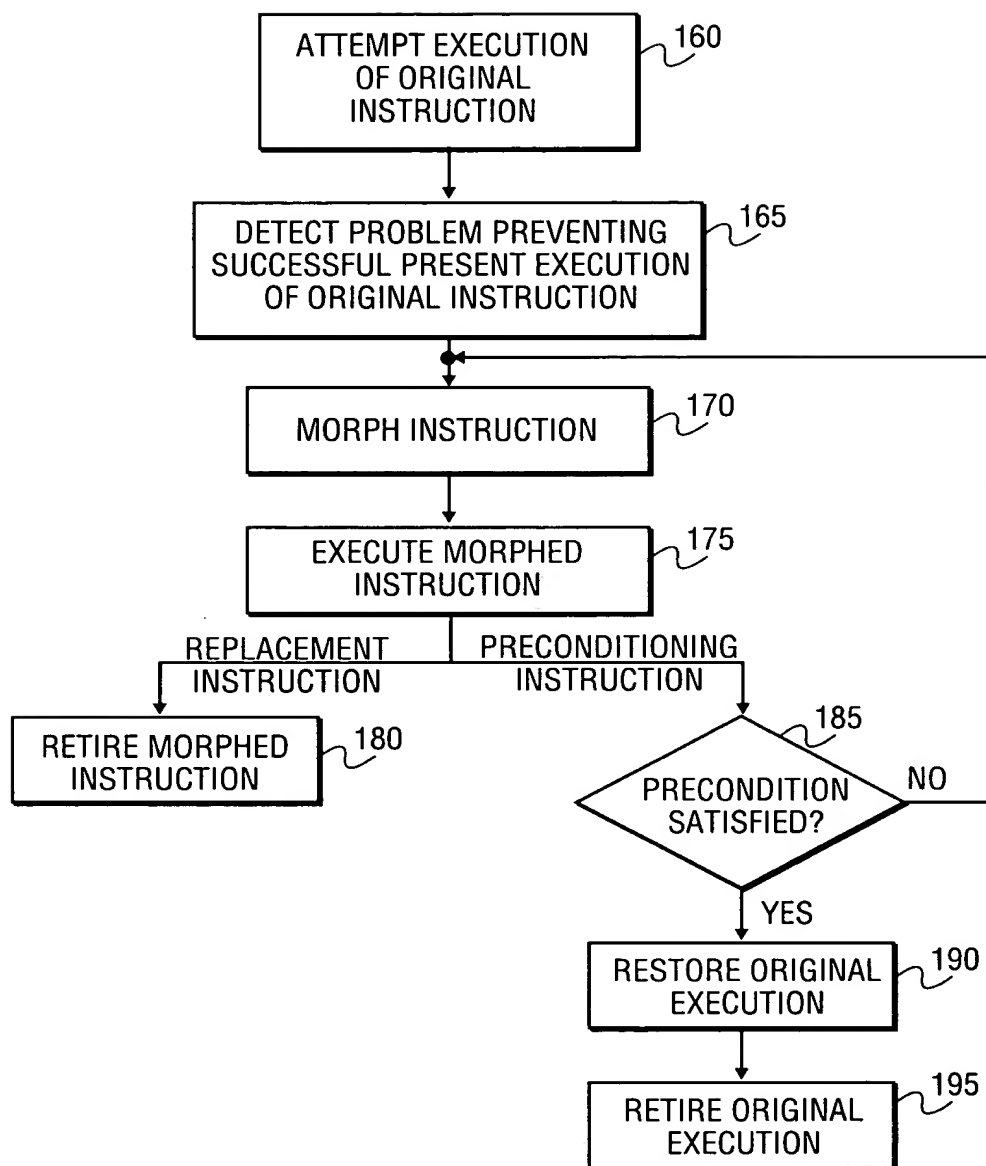 ATTEMPT EXECUTION
OF ORIGINAL
INSTRUCTION
160
DETECT PROBLEM PREVENTING
SUCCESSFUL PRESENT EXECUTION
OF ORIGINAL INSTRUCTION
165
MORPH INSTRUCTION
170
EXECUTE MORPHED
INSTRUCTION
175
REPLACEMENT
INSTRUCTION
PRECONDITIONING
INSTRUCTION
RETIRE MORPHED
INSTRUCTION
180
185
PRECONDITION
SATISFIED?
NO
YES
RESTORE ORIGINAL
EXECUTION
190
RETIRE ORIGINAL
EXECUTION
195